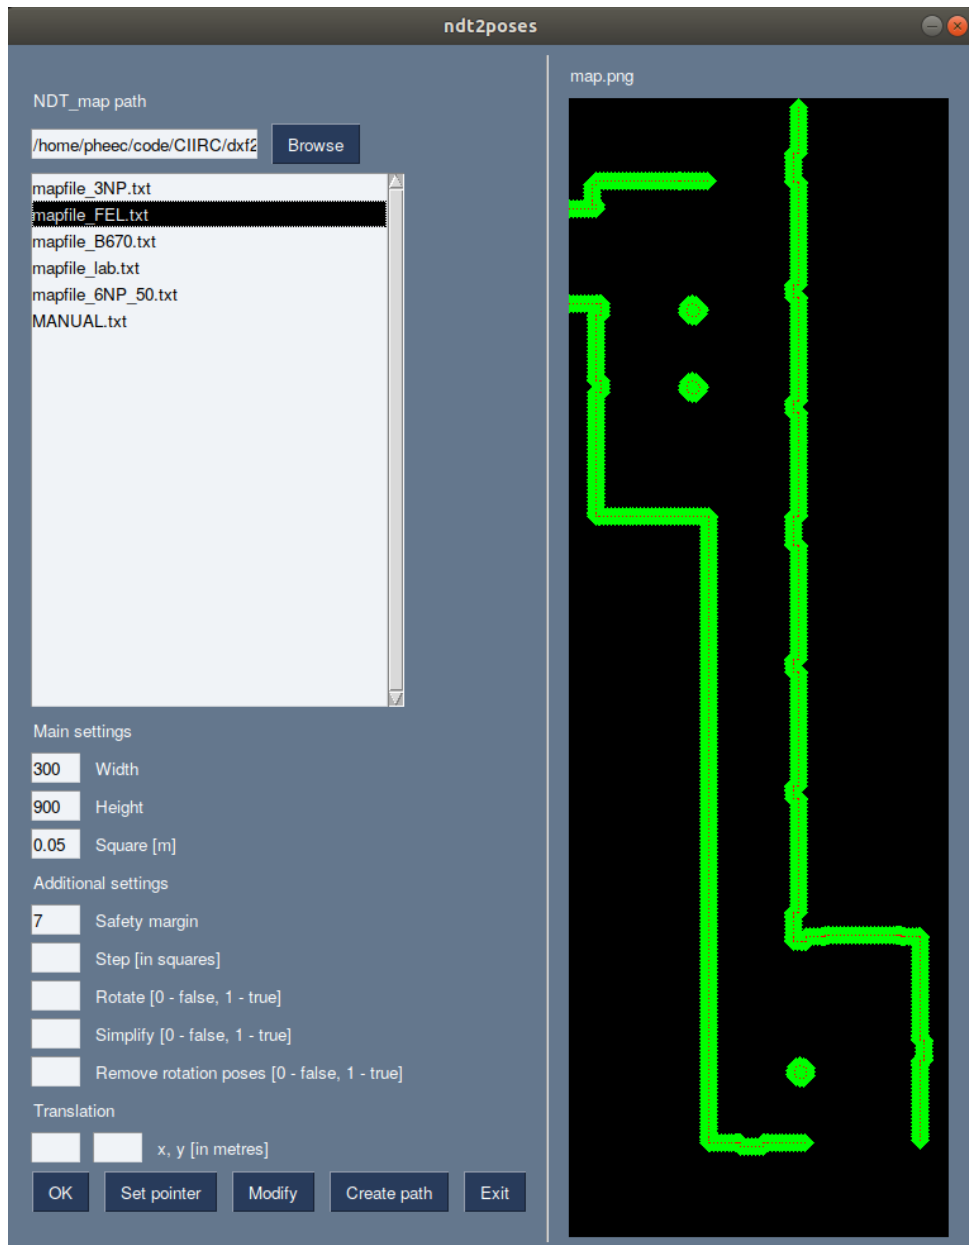 ndt2poses
NDT_map path
/home/pheec/code/CIIRC/dxf2
Browse
mapfile_3NP.txt
mapfile_FEL.txt
mapfile_B670.txt
mapfile_lab.txt
mapfile_6NP_50.txt
MANUAL.txt
Main settings
300 Width
900 Height
0.05 Square [m]
Additional settings
7 Safety margin
Step [in squares]
Rotate [0 - false, 1 - true]
Simplify [0 - false, 1 - true]
Remove rotation poses [0 - false, 1 - true]
Translation
x, y [in metres]
OK Set pointer Modify Create path Exit
map.png